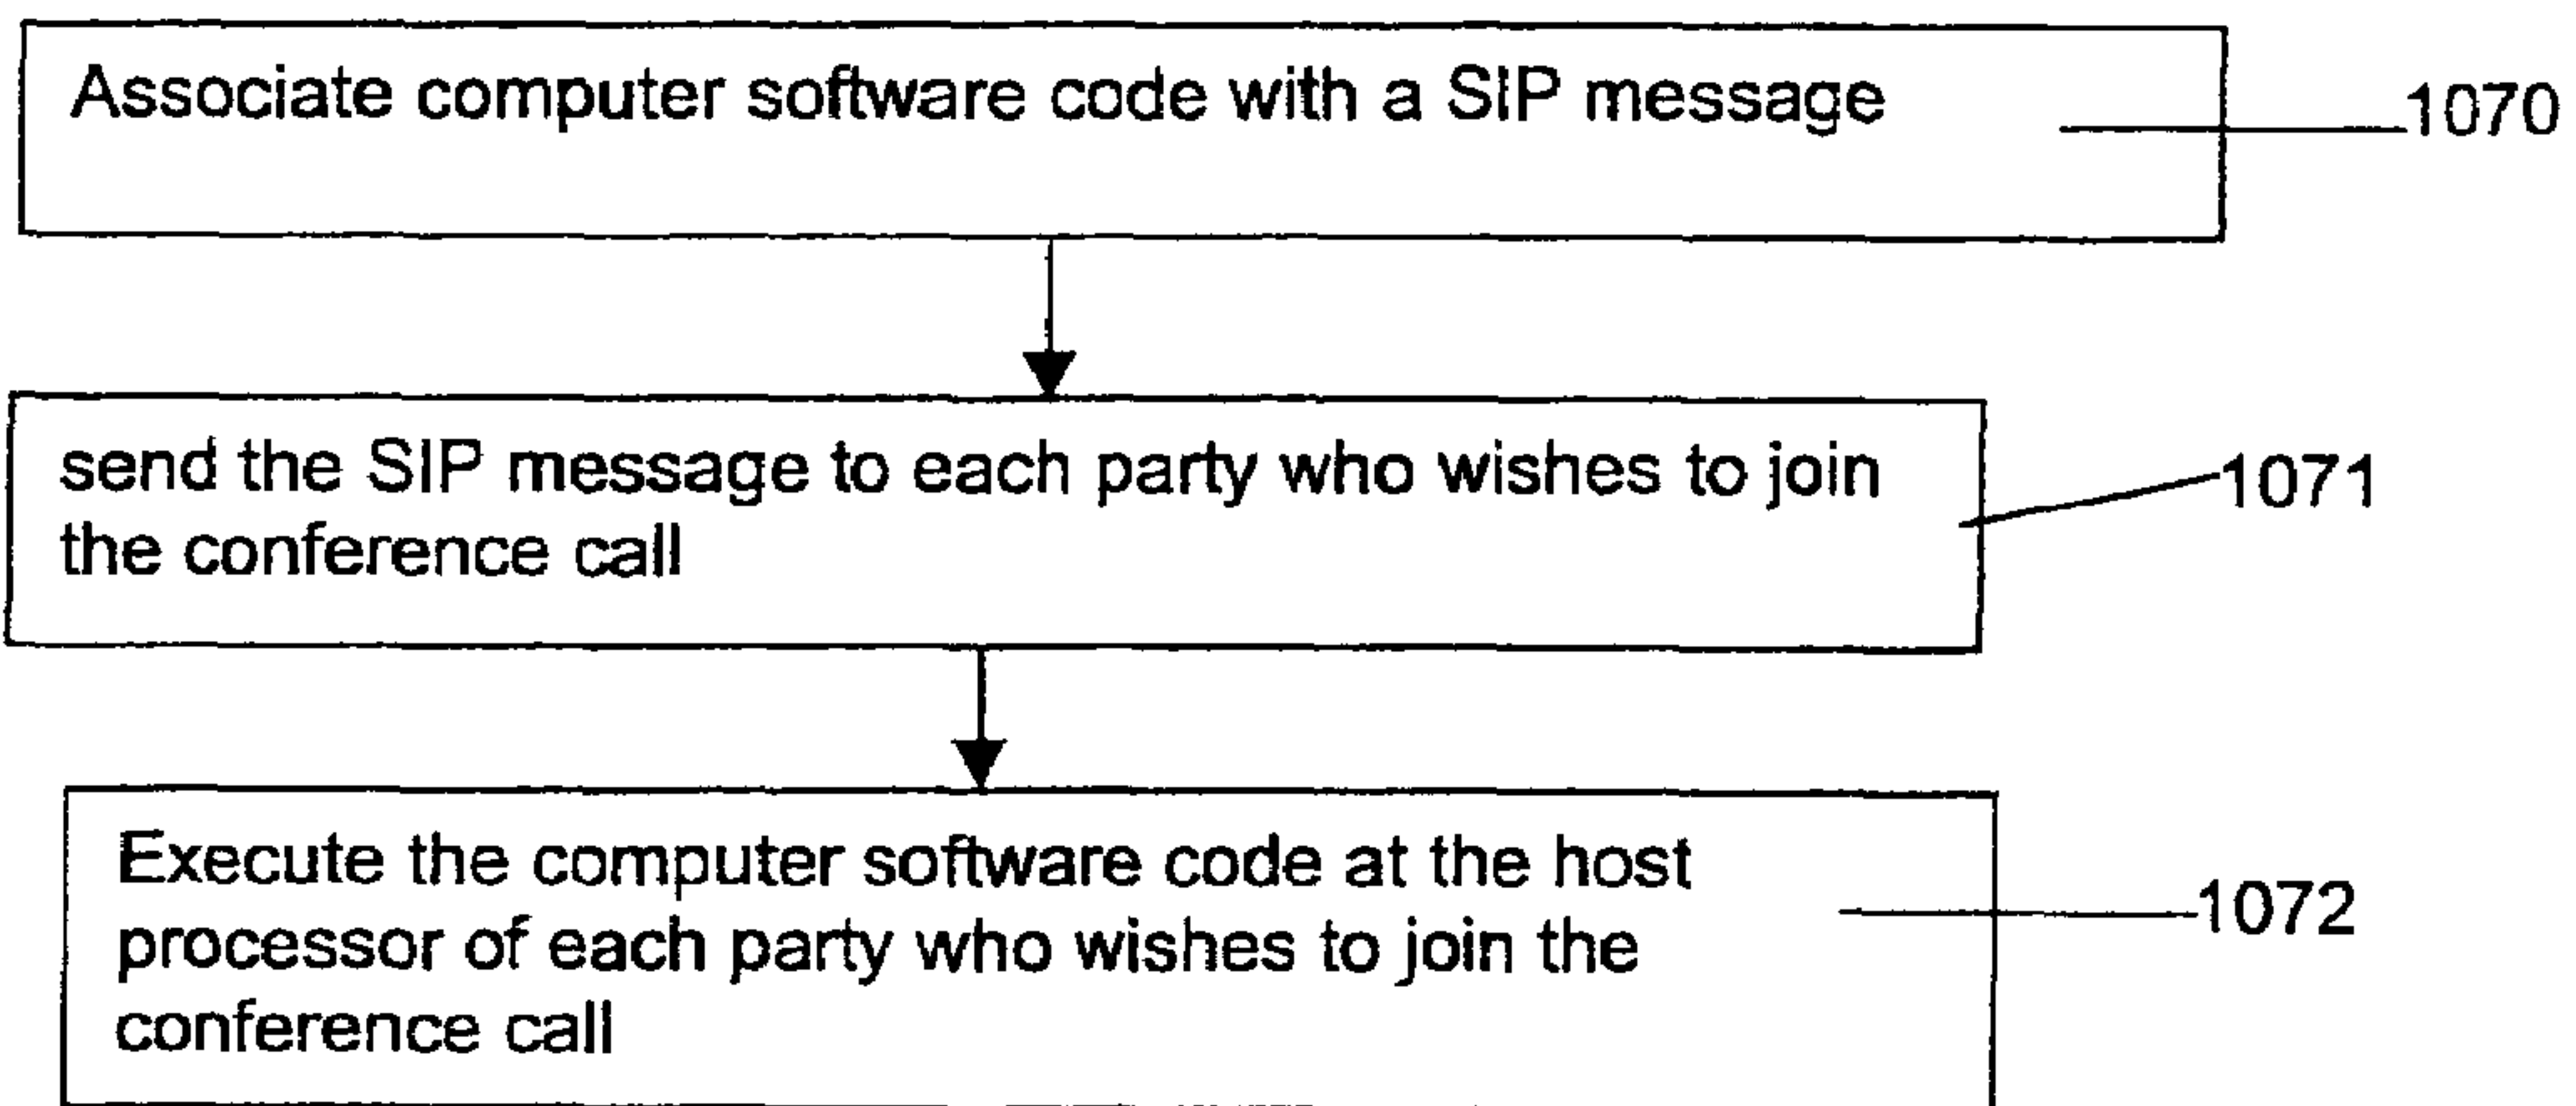 Associate computer software code with a SIP message
1070
send the SIP message to each party who wishes to join
the conference call
1071
Execute the computer software code at the host
processor of each party who wishes to join the
conference call
1072